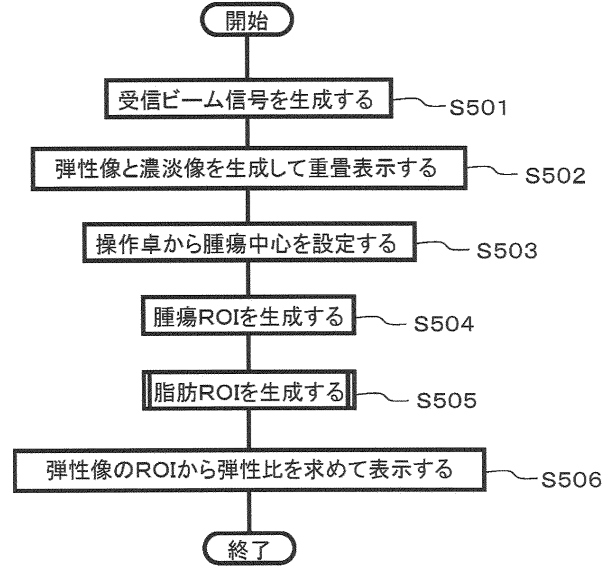 開始
受信ビーム信号を生成する
S501
弾性像と濃淡像を生成して重畳表示する
S502
操作卓から腫瘍中心を設定する
S503
腫瘍ROIを生成する
S504
脂肪ROIを生成する
S505
弾性像のROIから弾性比を求めて表示する
S506
終了